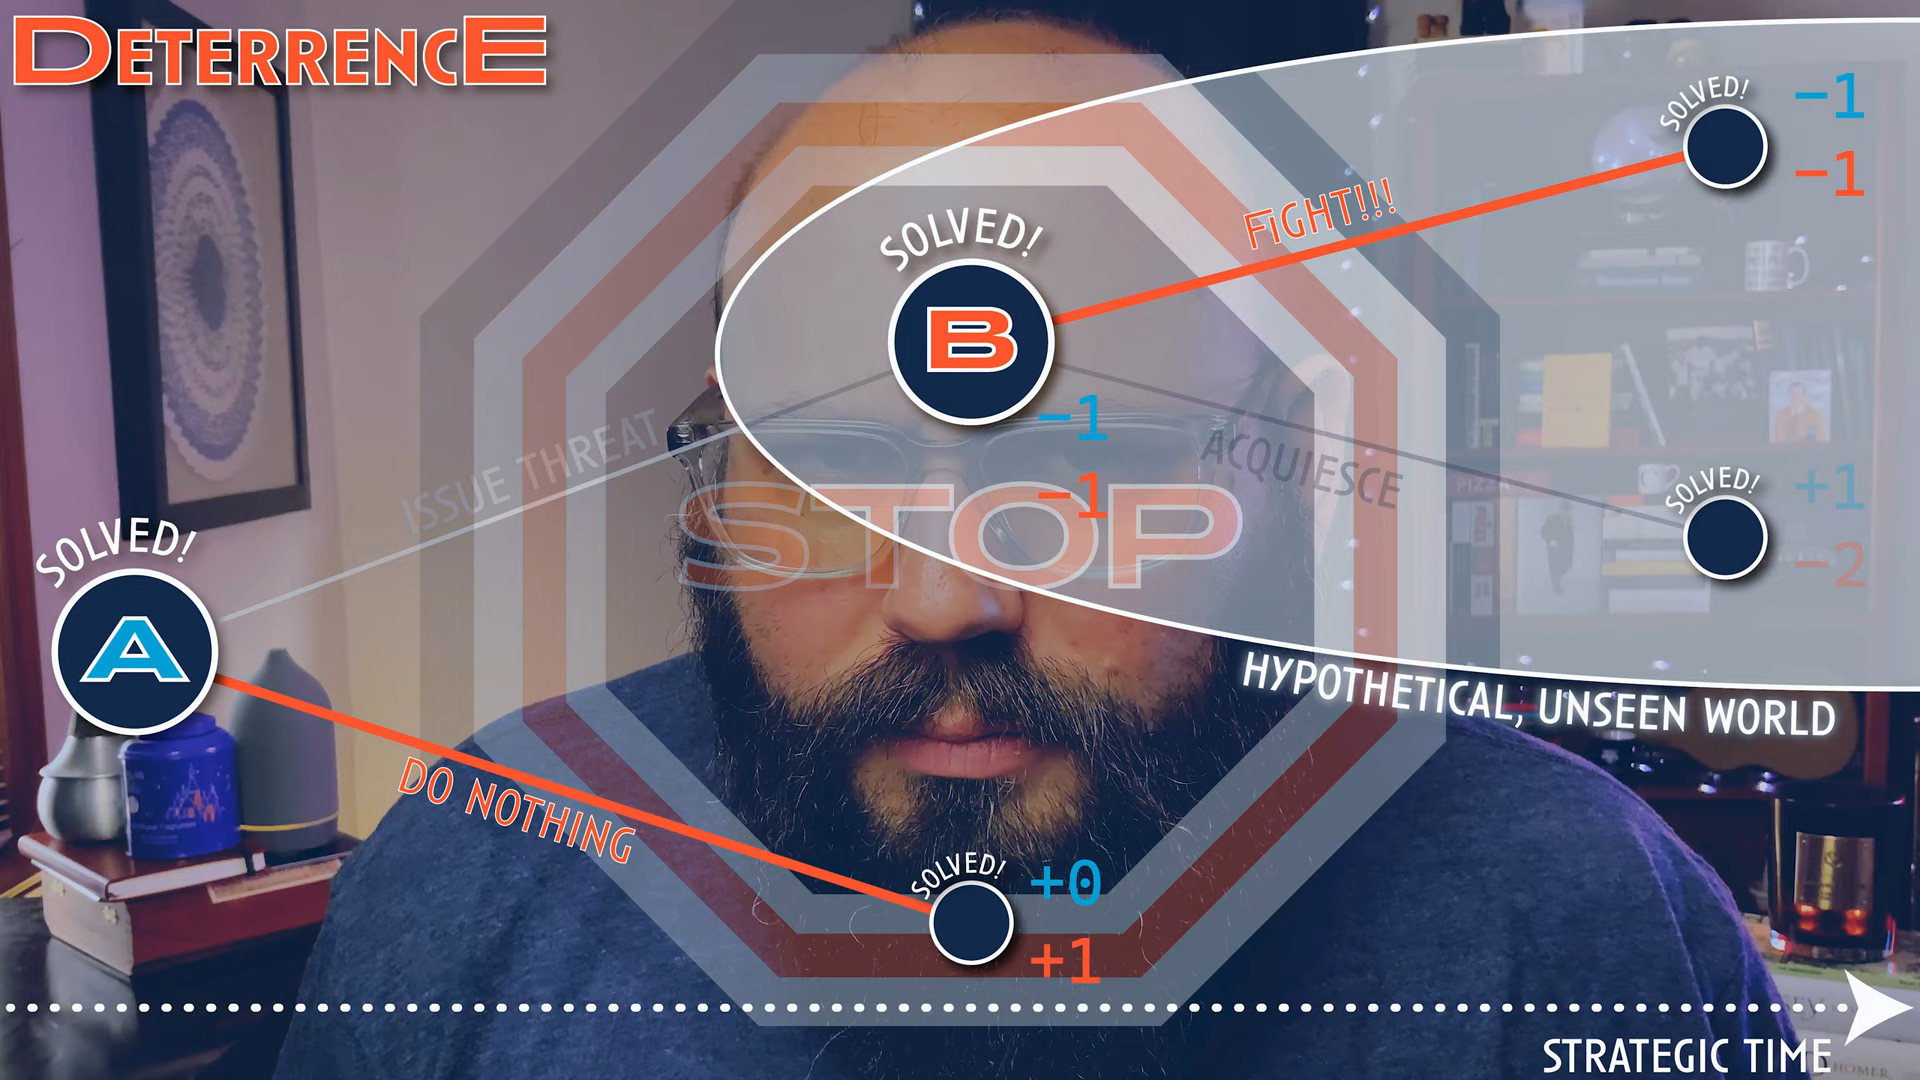 DETERRENCE
SOLVED!
−1
−1
FIGHT!!!
SOLVED!
B
−1
−1
ISSUE THREAT
ACQUIESCE
SOLVED!
+1
−2
STOP
SOLVED!
A
HYPOTHETICAL, UNSEEN WORLD
DO NOTHING
SOLVED!
+0
+1
STRATEGIC TIME
HOMER